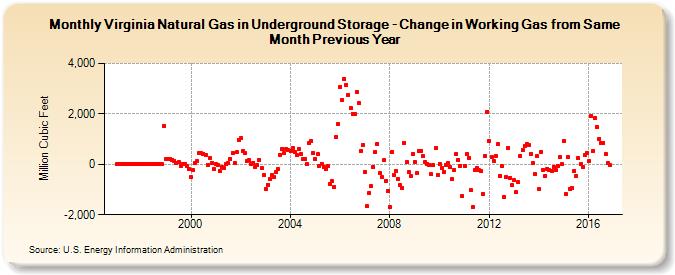 Monthly Virginia Natural Gas in Underground Storage - Change in Working Gas from Same
Month Previous Year
Million Cubic Feet
4,000
2,000
0
-2,000
2000
2004
2008
2012
2016
Source: U.S. Energy Information Administration